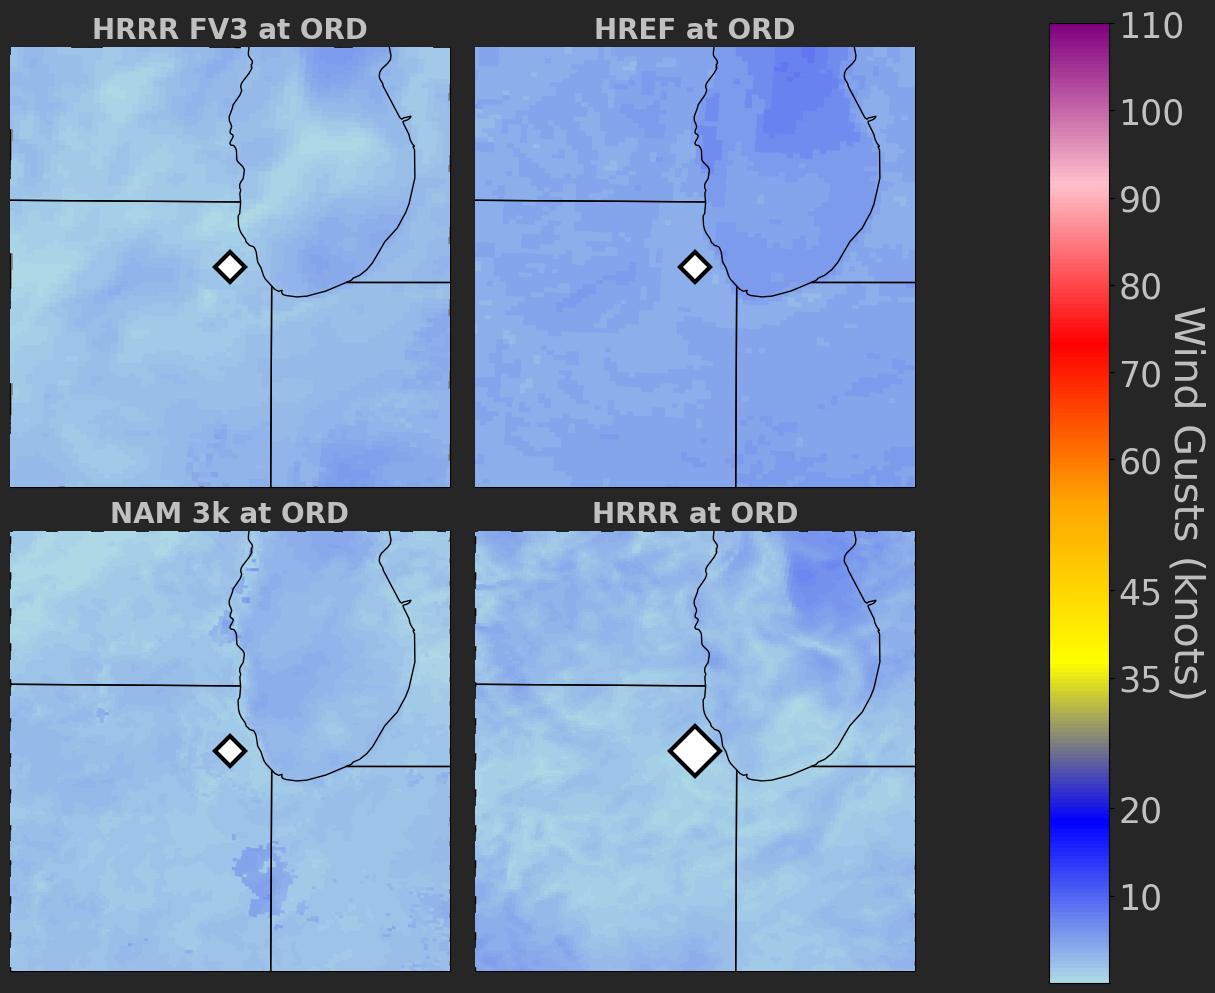 HRRR FV3 at ORD
HREF at ORD
NAM 3k at ORD
HRRR at ORD
110
100
90
80
70
60
45
35
20
10
Wind Gusts (knots)